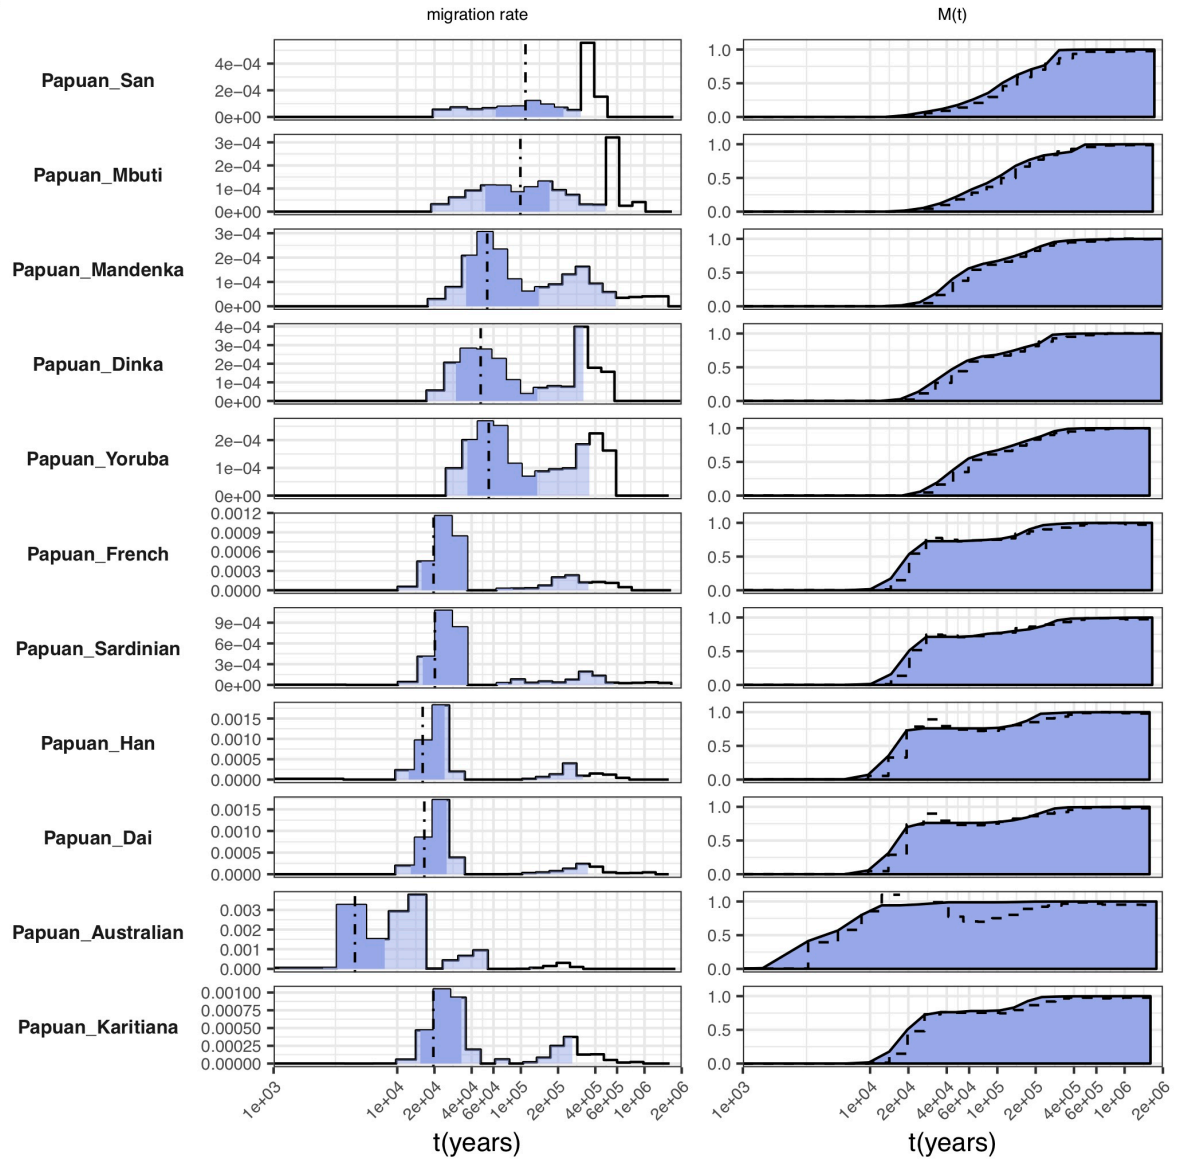 migration rate M(t)
Papuan_San
4e−04
2e−04
0e+00
1.0
0.5
0.0
Papuan_Mbuti
3e−04
2e−04
1e−04
0e+00
1.0
0.5
0.0
Papuan_Mandenka
3e−04
2e−04
1e−04
0e+00
1.0
0.5
0.0
Papuan_Dinka
4e−04
3e−04
2e−04
1e−04
0e+00
1.0
0.5
0.0
Papuan_Yoruba
2e−04
1e−04
0e+00
1.0
0.5
0.0
Papuan_French
0.0012
0.0009
0.0006
0.0003
0.0000
1.0
0.5
0.0
Papuan_Sardinian
9e−04
6e−04
3e−04
0e+00
1.0
0.5
0.0
Papuan_Han
0.0015
0.0010
0.0005
0.0000
1.0
0.5
0.0
Papuan_Dai
0.0015
0.0010
0.0005
0.0000
1.0
0.5
0.0
Papuan_Australian
0.003
0.002
0.001
0.000
1.0
0.5
0.0
Papuan_Karitiana
0.00100
0.00075
0.00050
0.00025
0.00000
1.0
0.5
0.0
1e+03 1e+04 2e+04 4e+04 6e+04 1e+05 2e+05 4e+05 6e+05 1e+06 2e+06
1e+03 1e+04 2e+04 4e+04 6e+04 1e+05 2e+05 4e+05 6e+05 1e+06 2e+06
t(years) t(years)